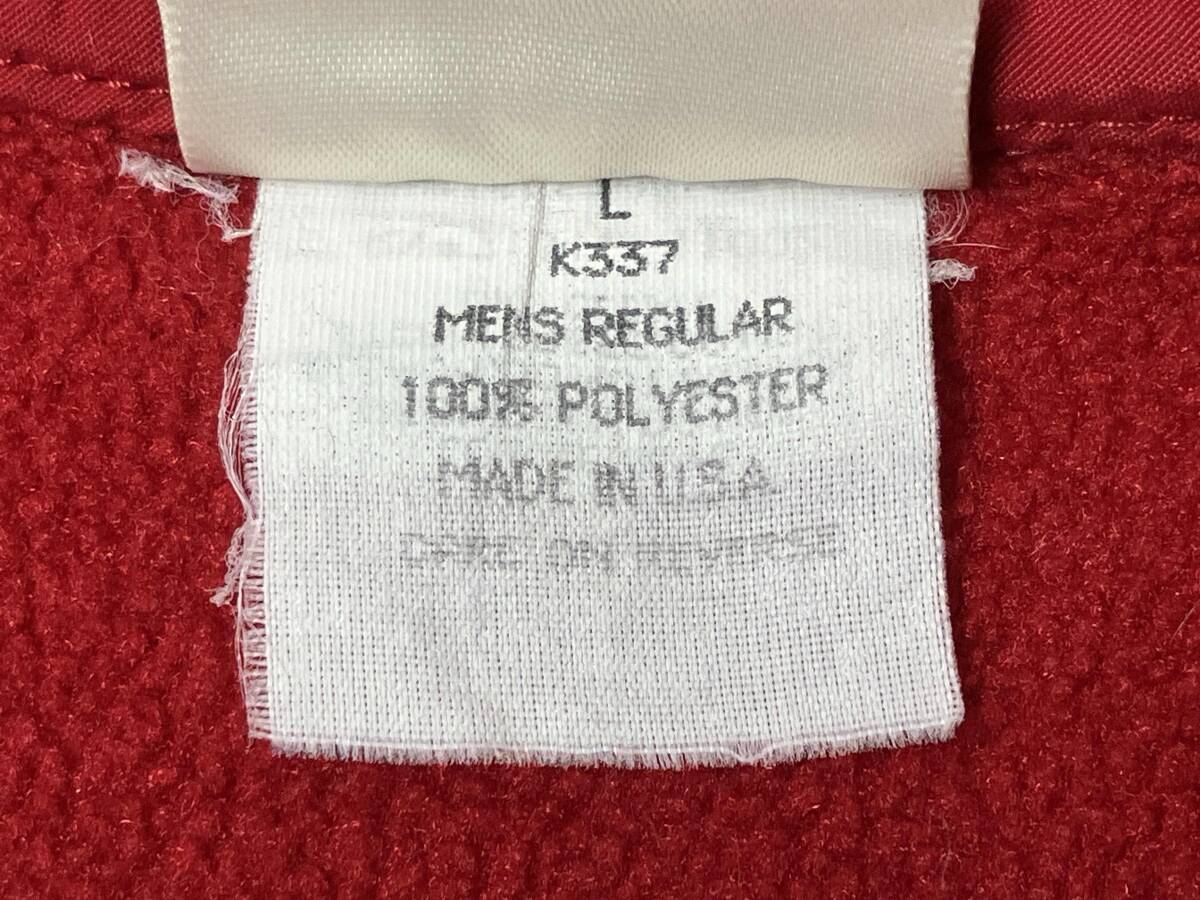 L
K337
MENS REGULAR
100% POLYESTER
MADE IN U.S.A
CARE ON REVERSE